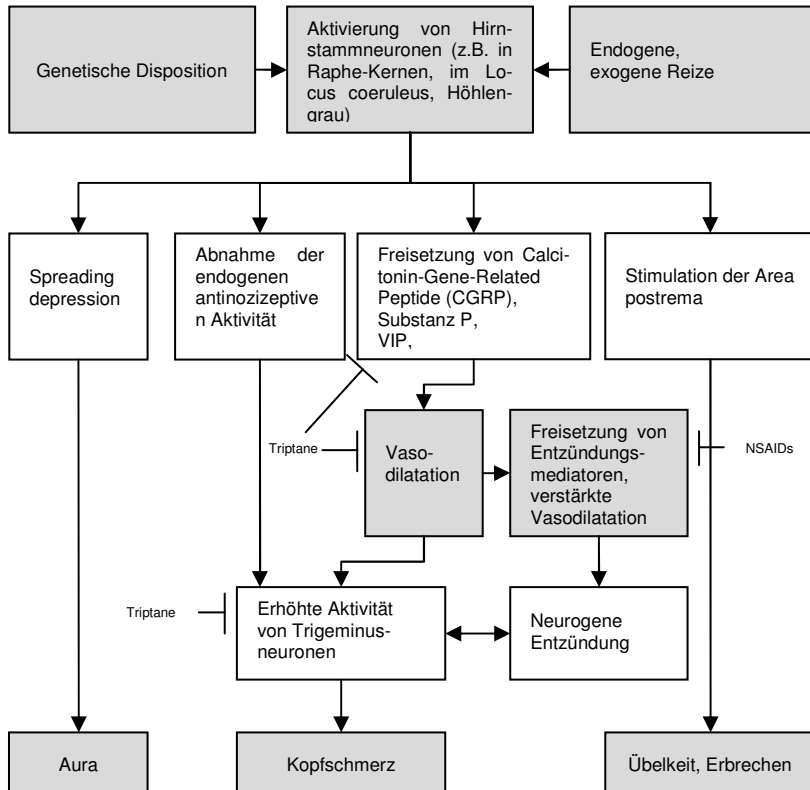 Genetische Disposition
Aktivierung von Hirn-
stammneuronen (z.B. in
Raphe-Kernen, im Lo-
cus coeruleus, Höhlen-
grau)
Endogene,
exogene Reize
Spreading
depression
Abnahme der
endogenen
antinozizeptive
n Aktivität
Freisetzung von Calci-
tonin-Gene-Related
Peptide (CGRP),
Substanz P,
VIP,
Stimulation der Area
postrema
Triptane
Vaso-
dilatation
Freisetzung von
Entzündungs-
mediatoren,
verstärkte
Vasodilatation
NSAIDs
Triptane
Erhöhte Aktivität
von Trigeminus-
neuronen
Neurogene
Entzündung
Aura
Kopfschmerz
Übelkeit, Erbrechen